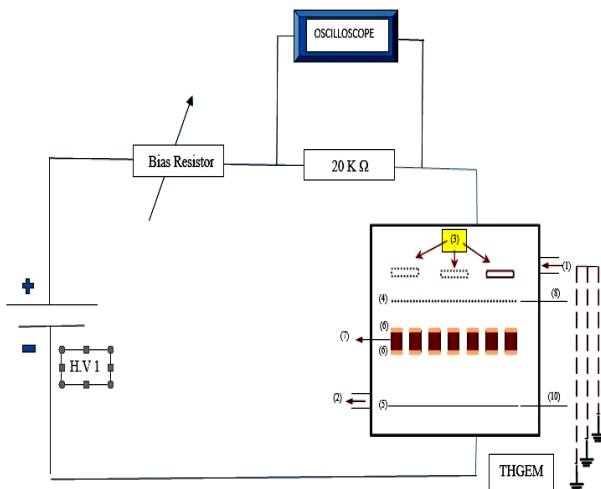 OSCILLOSCOPE
Bias Resistor
20 K Ω
(3)
(1)
(4)
(8)
(6)
(7)
(6)
(2)
(5)
(10)
+
-
H.V 1
THGEM